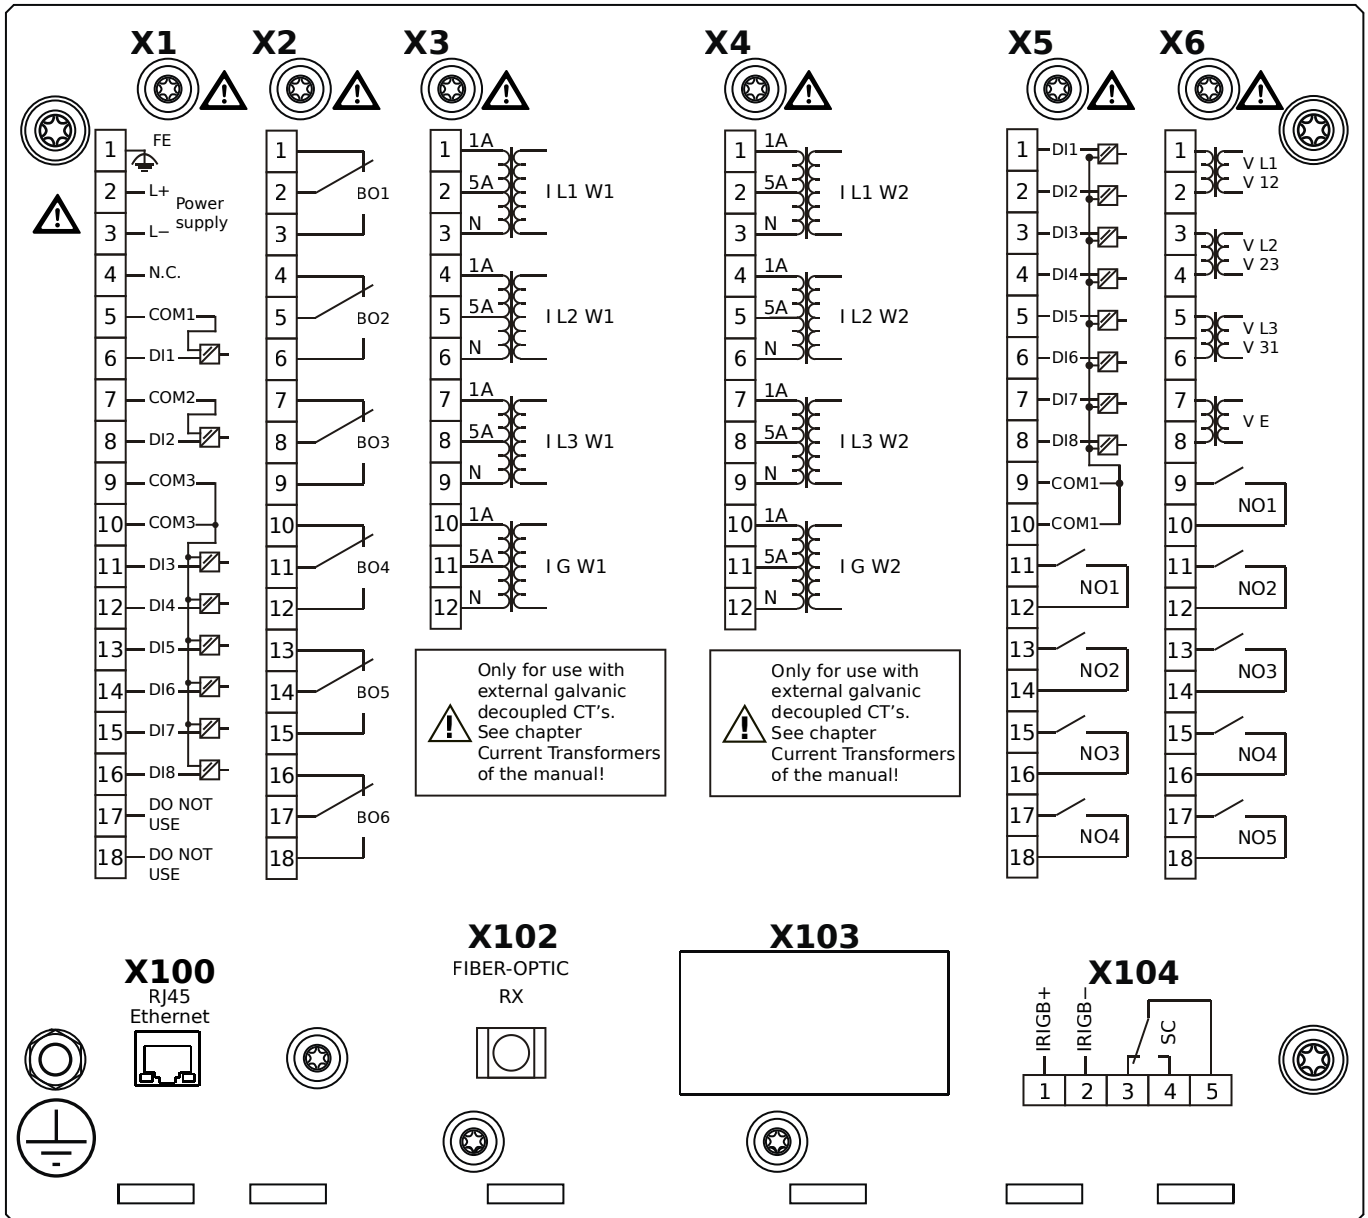 X1
X2
X3
X4
X5
X6
1
FE
2
L+
Power
supply
3
L−
4
N.C.
5
COM1
6
DI1
7
COM2
8
DI2
9
COM3
10
COM3
11
DI3
12
DI4
13
DI5
14
DI6
15
DI7
16
DI8
17
DO NOT
USE
18
DO NOT
USE
1
2
BO1
3
4
5
BO2
6
7
8
BO3
9
10
11
BO4
12
13
14
BO5
15
16
17
BO6
18
1
1A
2
5A
I L1 W1
3
N
4
1A
5
5A
I L2 W1
6
N
7
1A
8
5A
I L3 W1
9
N
10
1A
11
5A
I G W1
12
N
Only for use with
external galvanic
decoupled CT's.
See chapter
Current Transformers
of the manual!
1
1A
2
5A
I L1 W2
3
N
4
1A
5
5A
I L2 W2
6
N
7
1A
8
5A
I L3 W2
9
N
10
1A
11
5A
I G W2
12
N
Only for use with
external galvanic
decoupled CT's.
See chapter
Current Transformers
of the manual!
1
DI1
2
DI2
3
DI3
4
DI4
5
DI5
6
DI6
7
DI7
8
DI8
9
COM1
10
COM1
11
NO1
12
13
NO2
14
15
NO3
16
17
NO4
18
1
V L1
2
V 12
3
V L2
4
V 23
5
V L3
6
V 31
7
V E
8
9
NO1
10
11
NO2
12
13
NO3
14
15
NO4
16
17
NO5
18
X100
RJ45
Ethernet
X102
FIBER-OPTIC
RX
X103
X104
IRIGB+
IRIGB−
SC
1 2 3 4 5